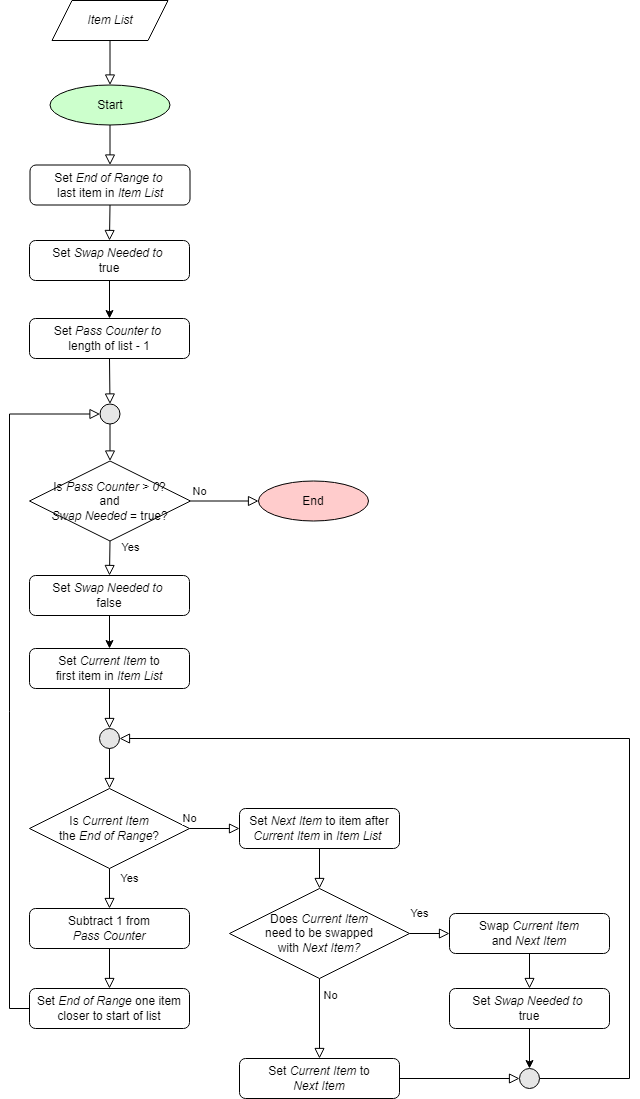 Item List
Start
Set End of Range to
last item in Item List
Set Swap Needed to
true
Set Pass Counter to
length of list - 1
Is Pass Counter > 0?
and
Swap Needed = true?
No
End
Yes
Set Swap Needed to
false
Set Current Item to
first item in Item List
Is Current Item
the End of Range?
No
Set Next Item to item after
Current Item in Item List
Yes
Subtract 1 from
Pass Counter
Set End of Range one item
closer to start of list
Does Current Item
need to be swapped
with Next Item?
Yes
Swap Current Item
and Next Item
Set Swap Needed to
true
No
Set Current Item to
Next Item